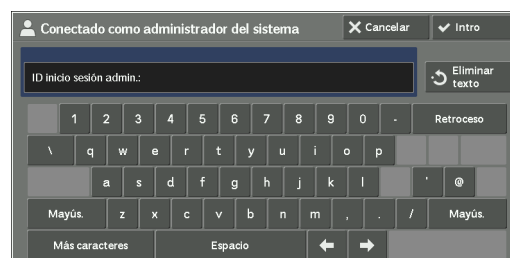 Conectado como administrador del sistema
Cancelar
Intro
ID inicio sesión admin.:
Eliminar
texto
1 2 3 4 5 6 7 8 9 0 - Retroceso
\ q w e r t y u i o p
a s d f g h j k l ' @
Mayús. z x c v b n m , . / Mayús.
Más caracteres Espacio